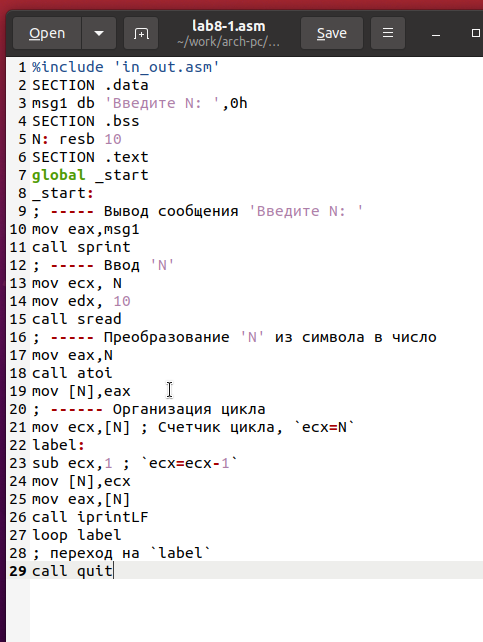 Open
lab8-1.asm
~/work/arch-pc/...
Save
1 %include 'in_out.asm'
2 SECTION .data
3 msg1 db 'Введите N: ',0h
4 SECTION .bss
5 N: resb 10
6 SECTION .text
7 global _start
8 _start:
9 ; ----- Вывод сообщения 'Введите N: '
10 mov eax,msg1
11 call sprint
12 ; ----- Ввод 'N'
13 mov ecx, N
14 mov edx, 10
15 call sread
16 ; ----- Преобразование 'N' из символа в число
17 mov eax,N
18 call atoi
19 mov [N],eax
20 ; ------ Организация цикла
21 mov ecx,[N] ; Счетчик цикла, `ecx=N`
22 label:
23 sub ecx,1 ; `ecx=ecx-1`
24 mov [N],ecx
25 mov eax,[N]
26 call iprintLF
27 loop label
28 ; переход на `label`
29 call quit